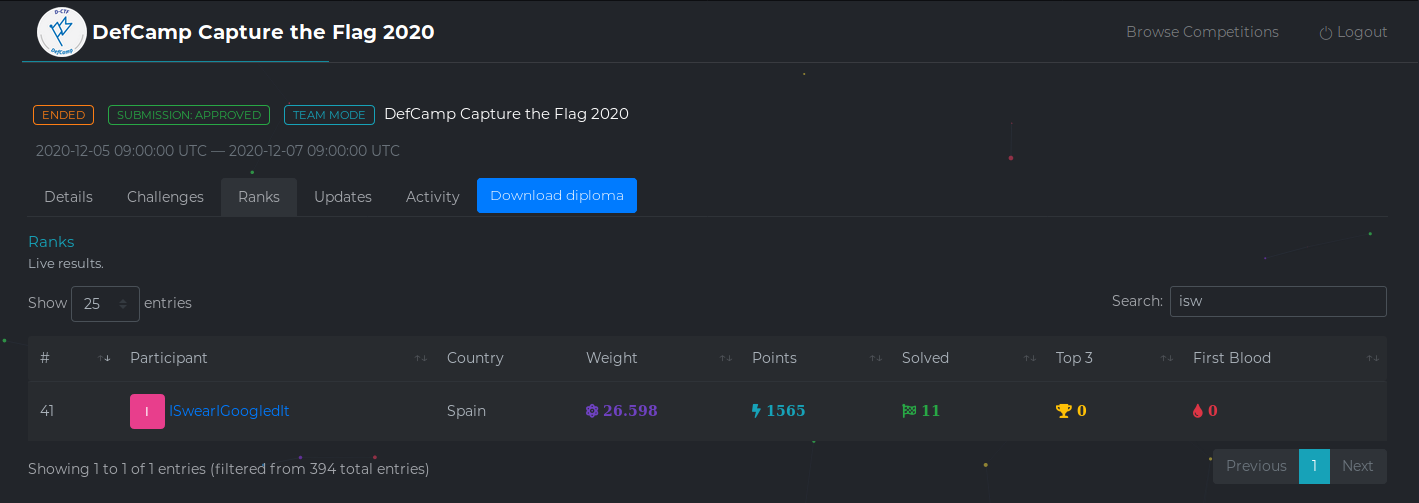 D-CTF
DefCamp
DefCamp Capture the Flag 2020
Browse Competitions
Logout
ENDED SUBMISSION: APPROVED TEAM MODE DefCamp Capture the Flag 2020
2020-12-05 09:00:00 UTC — 2020-12-07 09:00:00 UTC
Details Challenges Ranks Updates Activity Download diploma
Ranks
Live results.
Show 25 entries Search: isw
# Participant Country Weight Points Solved Top 3 First Blood
41 I ISwearIGoogledIt Spain 26.598 1565 11 0 0
Showing 1 to 1 of 1 entries (filtered from 394 total entries) Previous 1 Next